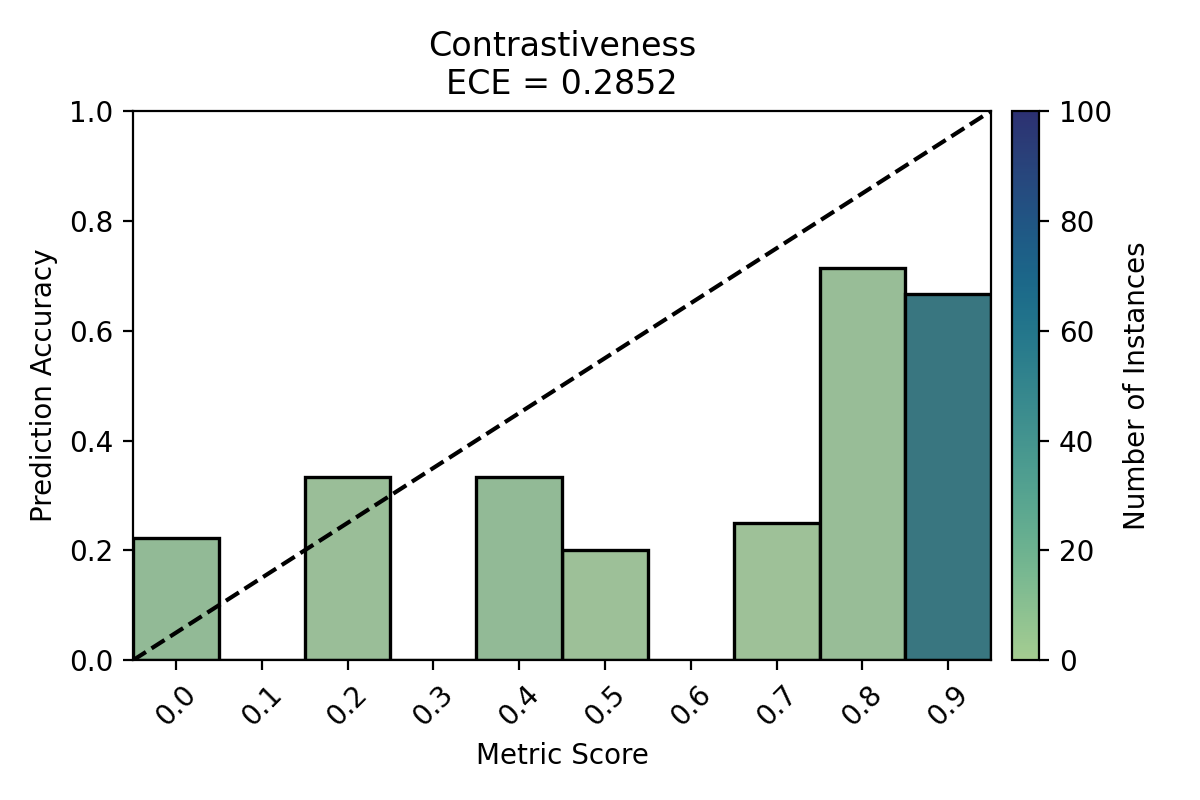 Contrastiveness
ECE = 0.2852
1.0
0.8
0.6
0.4
0.2
0.0
Prediction Accuracy
0.0 0.1 0.2 0.3 0.4 0.5 0.6 0.7 0.8 0.9
Metric Score
100
80
60
40
20
0
Number of Instances